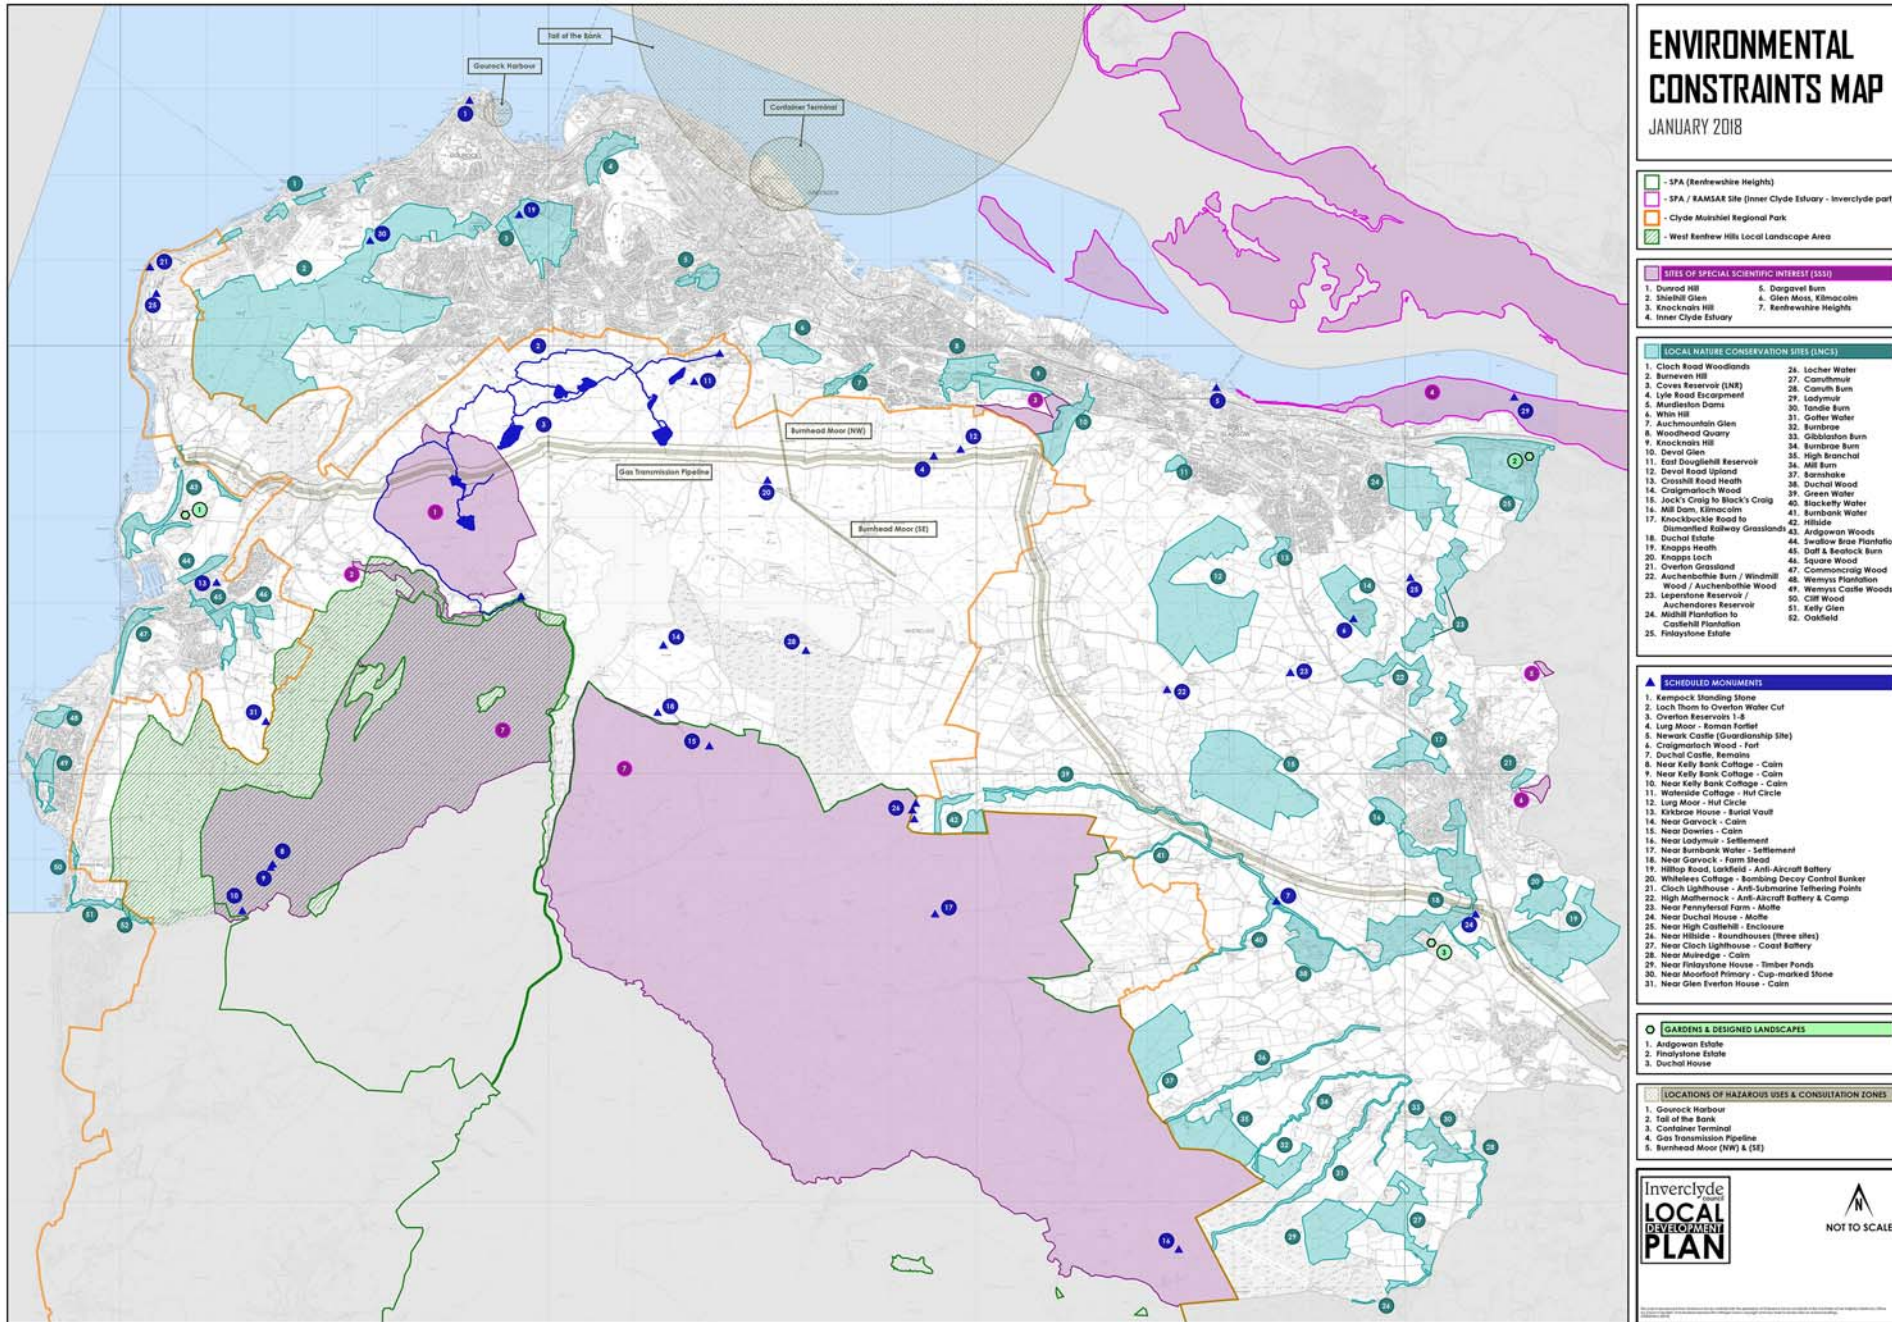 Tail of the Bank
Gourock Harbour
Container Terminal
Burnhead Moor (NW)
Gas Transmission Pipeline
Burnhead Moor (SE)
ENVIRONMENTAL
CONSTRAINTS MAP
JANUARY 2018
- SPA (Renfrewshire Heights)
- SPA / RAMSAR Site (Inner Clyde Estuary - Inverclyde part
- Clyde Muirshiel Regional Park
- West Renfrew Hills Local Landscape Area
SITES OF SPECIAL SCIENTIFIC INTEREST (SSSI)
1. Dunrod Hill
2. Shielhill Glen
3. Knocknairs Hill
4. Inner Clyde Estuary
5. Dargavel Burn
6. Glen Moss, Kilmacolm
7. Renfrewshire Heights
LOCAL NATURE CONSERVATION SITES (LNCS)
1. Cloch Road Woodlands
2. Burneven Hill
3. Coves Reservoir (LNR)
4. Lyle Road Escarpment
5. Murdieston Dams
6. Whin Hill
7. Auchmountain Glen
8. Woodhead Quarry
9. Knocknairs Hill
10. Devol Glen
11. East Dougliehill Reservoir
12. Devol Road Upland
13. Crosshill Road Heath
14. Craigmarloch Wood
15. Jock's Craig to Black's Craig
16. Mill Dam, Kilmacolm
17. Knockbuckle Road to
Dismantled Railway Grasslands
18. Duchal Estate
19. Knapps Heath
20. Knapps Loch
21. Overton Grassland
22. Auchenbothie Burn / Windmill
Wood / Auchenbothie Wood
23. Leperstone Reservoir /
Auchendores Reservoir
24. Midhill Plantation to
Castlehill Plantation
25. Finlaystone Estate
26. Locher Water
27. Carruthmuir
28. Carruth Burn
29. Ladymuir
30. Tandle Burn
31. Gotter Water
32. Burnbrae
33. Gibblaston Burn
34. Burnbrae Burn
35. High Branchal
36. Mill Burn
37. Barnshake
38. Duchal Wood
39. Green Water
40. Blacketty Water
41. Burnbank Water
42. Hillside
43. Ardgowan Woods
44. Swallow Brae Plantatio
45. Daff & Beatock Burn
46. Square Wood
47. Commoncraig Wood
48. Wemyss Plantation
49. Wemyss Castle Woods
50. Cliff Wood
51. Kelly Glen
52. Oakfield
SCHEDULED MONUMENTS
1. Kempock Standing Stone
2. Loch Thom to Overton Water Cut
3. Overton Reservoirs 1-8
4. Lurg Moor - Roman Fortlet
5. Newark Castle (Guardianship Site)
6. Craigmarloch Wood - Fort
7. Duchal Castle, Remains
8. Near Kelly Bank Cottage - Cairn
9. Near Kelly Bank Cottage - Cairn
10. Near Kelly Bank Cottage - Cairn
11. Waterside Cottage - Hut Circle
12. Lurg Moor - Hut Circle
13. Kirkbrae House - Burial Vault
14. Near Garvock - Cairn
15. Near Dowries - Cairn
16. Near Ladymuir - Settlement
17. Near Burnbank Water - Settlement
18. Near Garvock - Farm Stead
19. Hilltop Road, Larkfield - Anti-Aircraft Battery
20. Whitelees Cottage - Bombing Decoy Control Bunker
21. Cloch Lighthouse - Anti-Submarine Tethering Points
22. High Mathernock - Anti-Aircraft Battery & Camp
23. Near Pennytersal Farm - Motte
24. Near Duchal House - Motte
25. Near High Castlehill - Enclosure
26. Near Hillside - Roundhouses (three sites)
27. Near Cloch Lighthouse - Coast Battery
28. Near Muiredge - Cairn
29. Near Finlaystone House - Timber Ponds
30. Near Moorfoot Primary - Cup-marked Stone
31. Near Glen Everton House - Cairn
GARDENS & DESIGNED LANDSCAPES
1. Ardgowan Estate
2. Finalystone Estate
3. Duchal House
LOCATIONS OF HAZAROUS USES & CONSULTATION ZONES
1. Gourock Harbour
2. Tail of the Bank
3. Container Terminal
4. Gas Transmission Pipeline
5. Burnhead Moor (NW) & (SE)
Inverclyde
council
LOCAL
DEVELOPMENT
PLAN
N
NOT TO SCALE